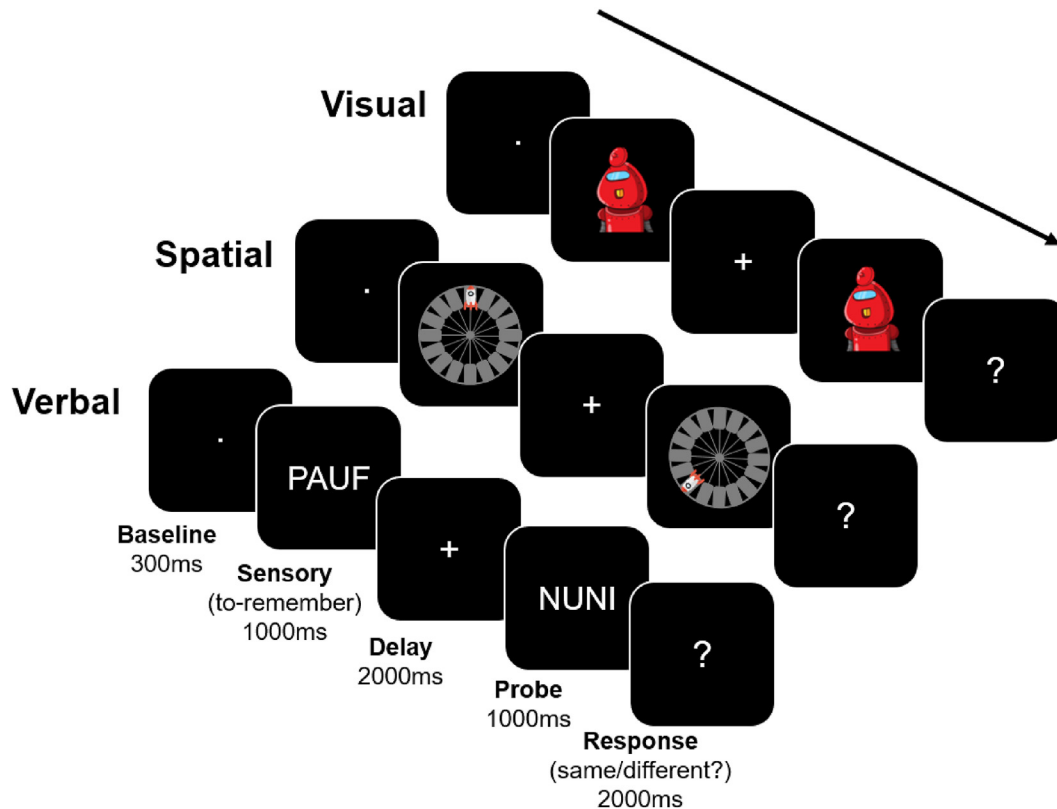 Visual
.
+
?
Spatial
.
+
?
Verbal
.
PAUF
+
NUNI
?
Baseline
300ms
Sensory
(to-remember)
1000ms
Delay
2000ms
Probe
1000ms
Response
(same/different?)
2000ms